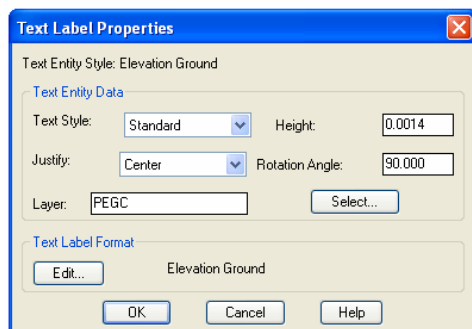 Text Label Properties
Text Entity Style: Elevation Ground
Text Entity Data
Text Style: Standard Height: 0.0014
Justify: Center Rotation Angle: 90.000
Layer: PEGC Select...
Text Label Format
Edit... Elevation Ground
OK Cancel Help